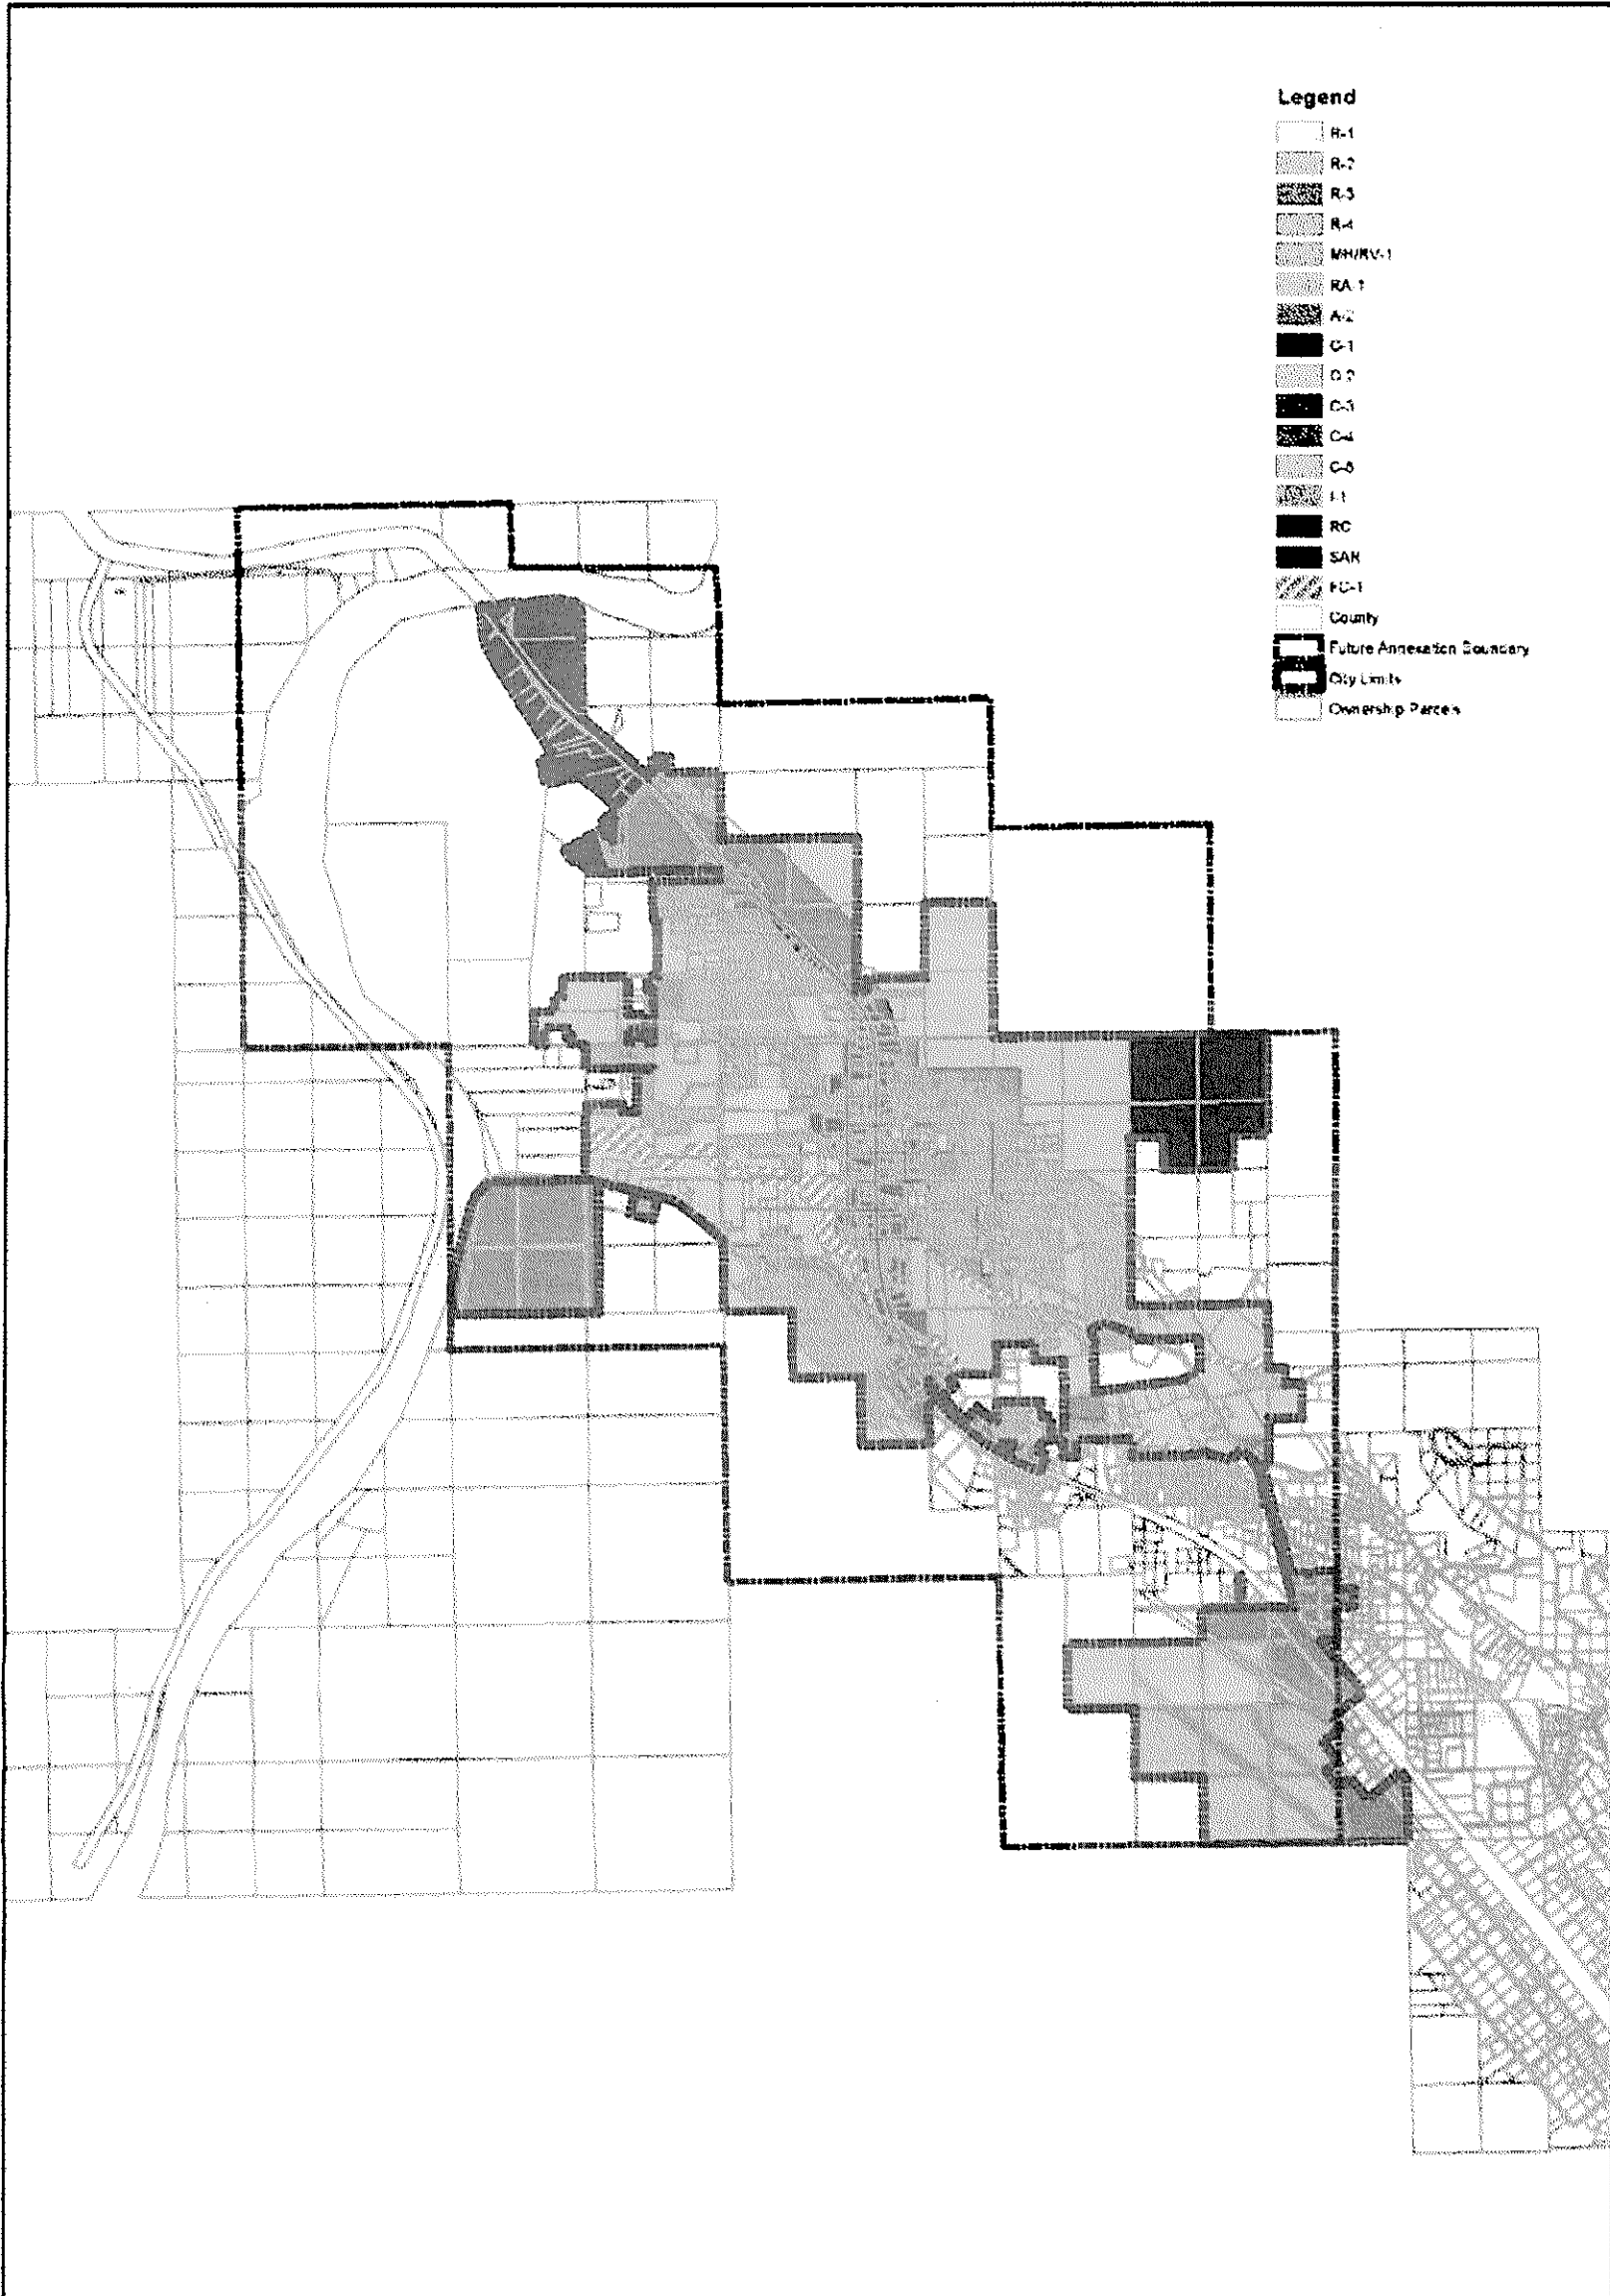 Legend
R-1
R-2
R-3
R-4
MH/RV-1
RA-1
A-2
C-1
C-2
C-3
C-4
C-5
I-1
RC
SAR
PC-1
County
Future Annexation Boundary
City Limits
Ownership Parcels